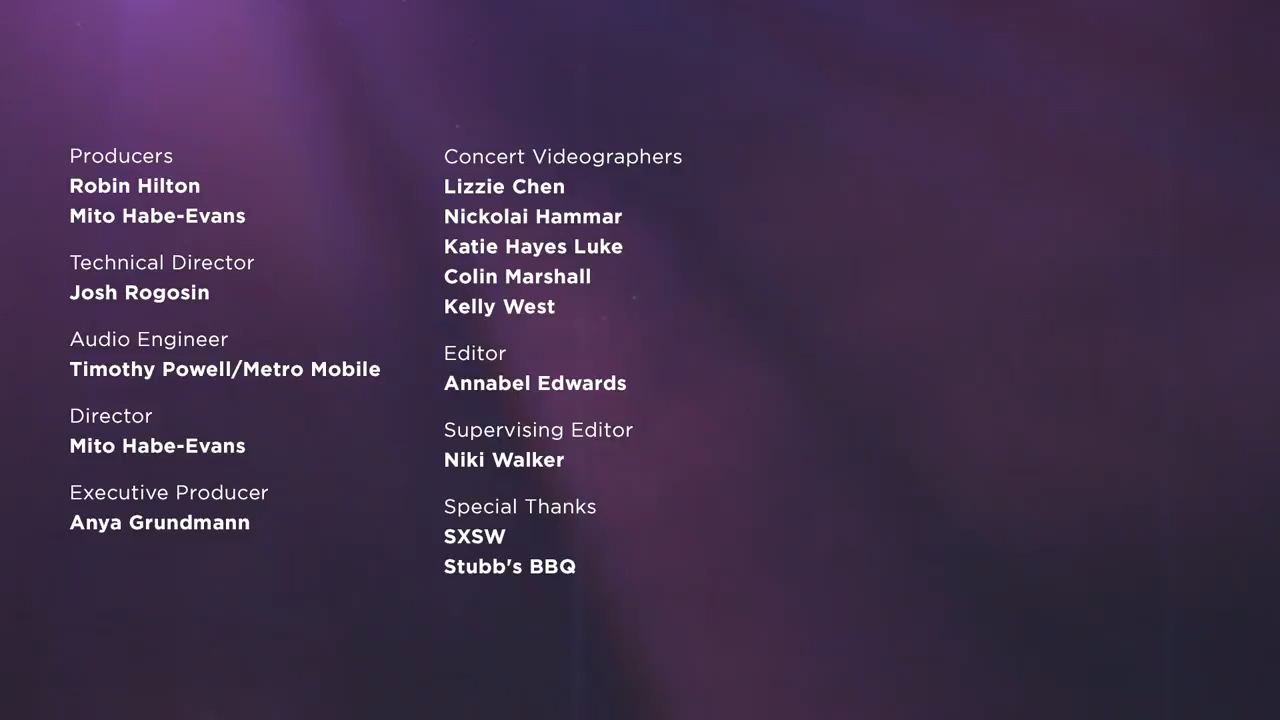 Producers
Robin Hilton
Mito Habe-Evans
Technical Director
Josh Rogosin
Audio Engineer
Timothy Powell/Metro Mobile
Director
Mito Habe-Evans
Executive Producer
Anya Grundmann
Concert Videographers
Lizzie Chen
Nickolai Hammar
Katie Hayes Luke
Colin Marshall
Kelly West
Editor
Annabel Edwards
Supervising Editor
Niki Walker
Special Thanks
SXSW
Stubb's BBQ